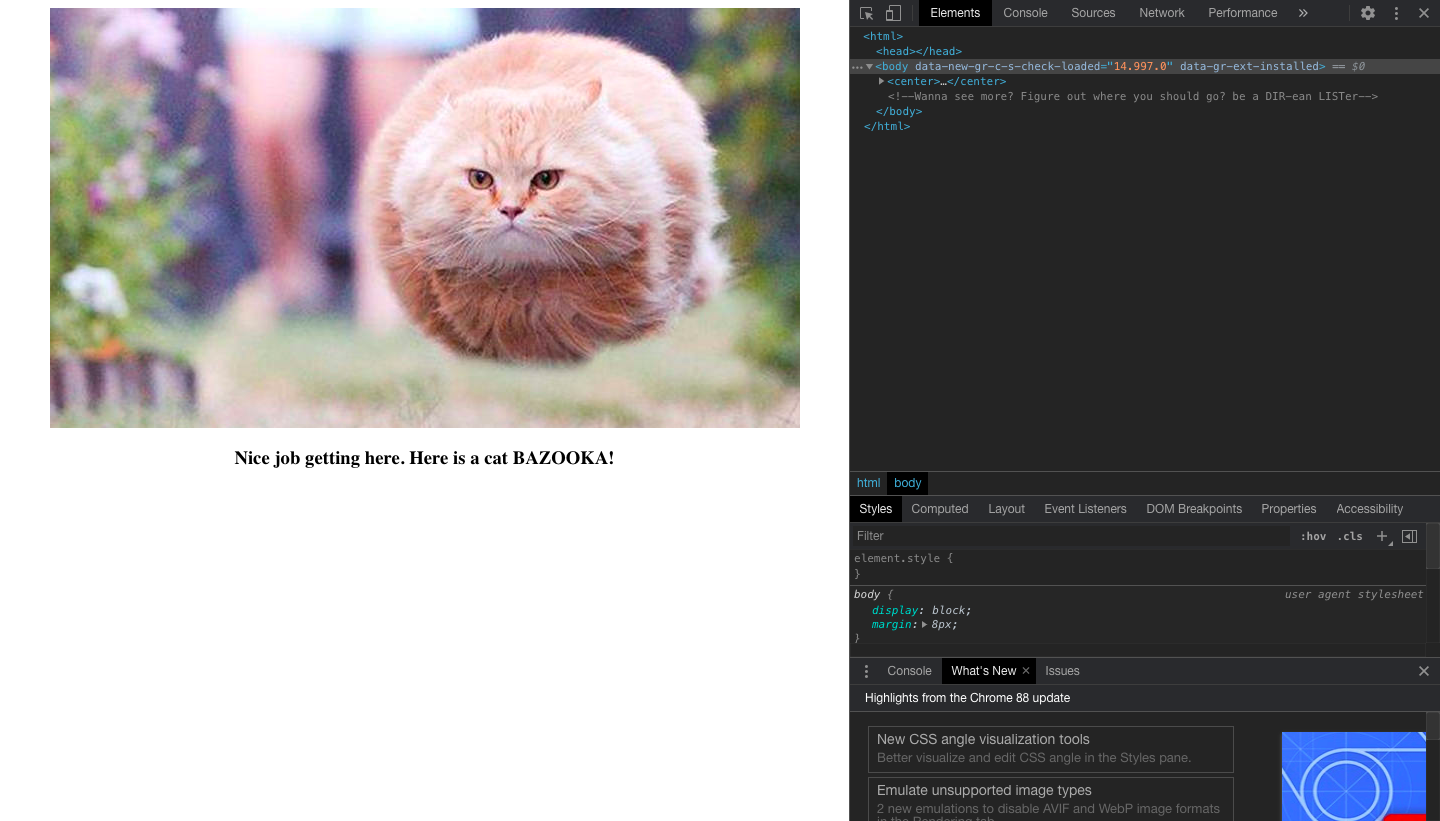 Nice job getting here. Here is a cat BAZOOKA!
Elements Console Sources Network Performance »
<html>
<head></head>
<body data-new-gr-c-s-check-loaded="14.997.0" data-gr-ext-installed> == $0
<center>…</center>
<!--Wanna see more? Figure out where you should go? be a DIR-ean LISTer-->
</body>
</html>
html body
Styles Computed Layout Event Listeners DOM Breakpoints Properties Accessibility
Filter :hov .cls +
element.style {
}
body { user agent stylesheet
display: block;
margin: 8px;
}
Console What's New × Issues
Highlights from the Chrome 88 update
New CSS angle visualization tools
Better visualize and edit CSS angle in the Styles pane.
Emulate unsupported image types
2 new emulations to disable AVIF and WebP image formats
in the Rendering tab